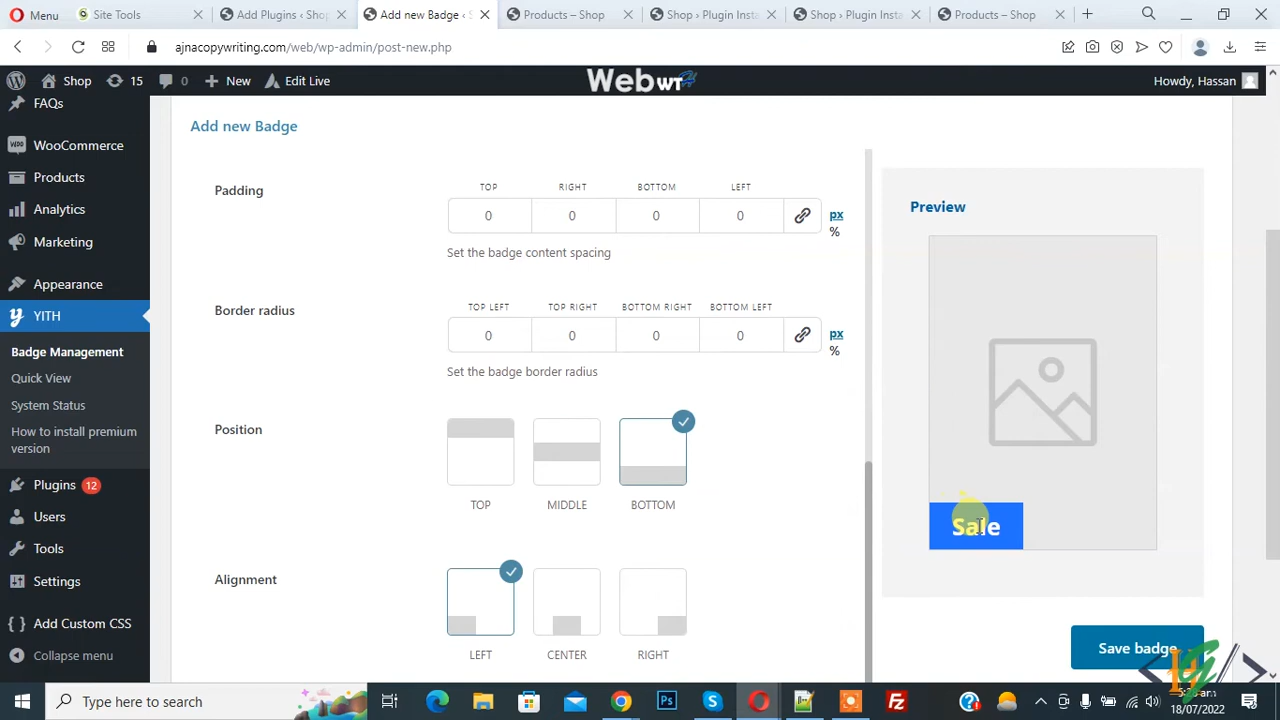 Menu
Site Tools
Add Plugins ‹ Shop
Add new Badge ‹ S
Products – Shop
Shop › Plugin Insta
Shop › Plugin Insta
Products – Shop
ajnacopywriting.com/web/wp-admin/post-new.php
Shop
15
0
New
Edit Live
Web WT
Howdy, Hassan
FAQs
WooCommerce
Products
Analytics
Marketing
Appearance
YITH
Badge Management
Quick View
System Status
How to install premium
version
Plugins 12
Users
Tools
Settings
Add Custom CSS
Collapse menu
Add new Badge
Padding
TOP RIGHT BOTTOM LEFT
0 0 0 0
px
%
Set the badge content spacing
Border radius
TOP LEFT TOP RIGHT BOTTOM RIGHT BOTTOM LEFT
0 0 0 0
px
%
Set the badge border radius
Position
TOP MIDDLE BOTTOM
Alignment
LEFT CENTER RIGHT
Preview
Sale
Save badge
Type here to search
18/07/2022